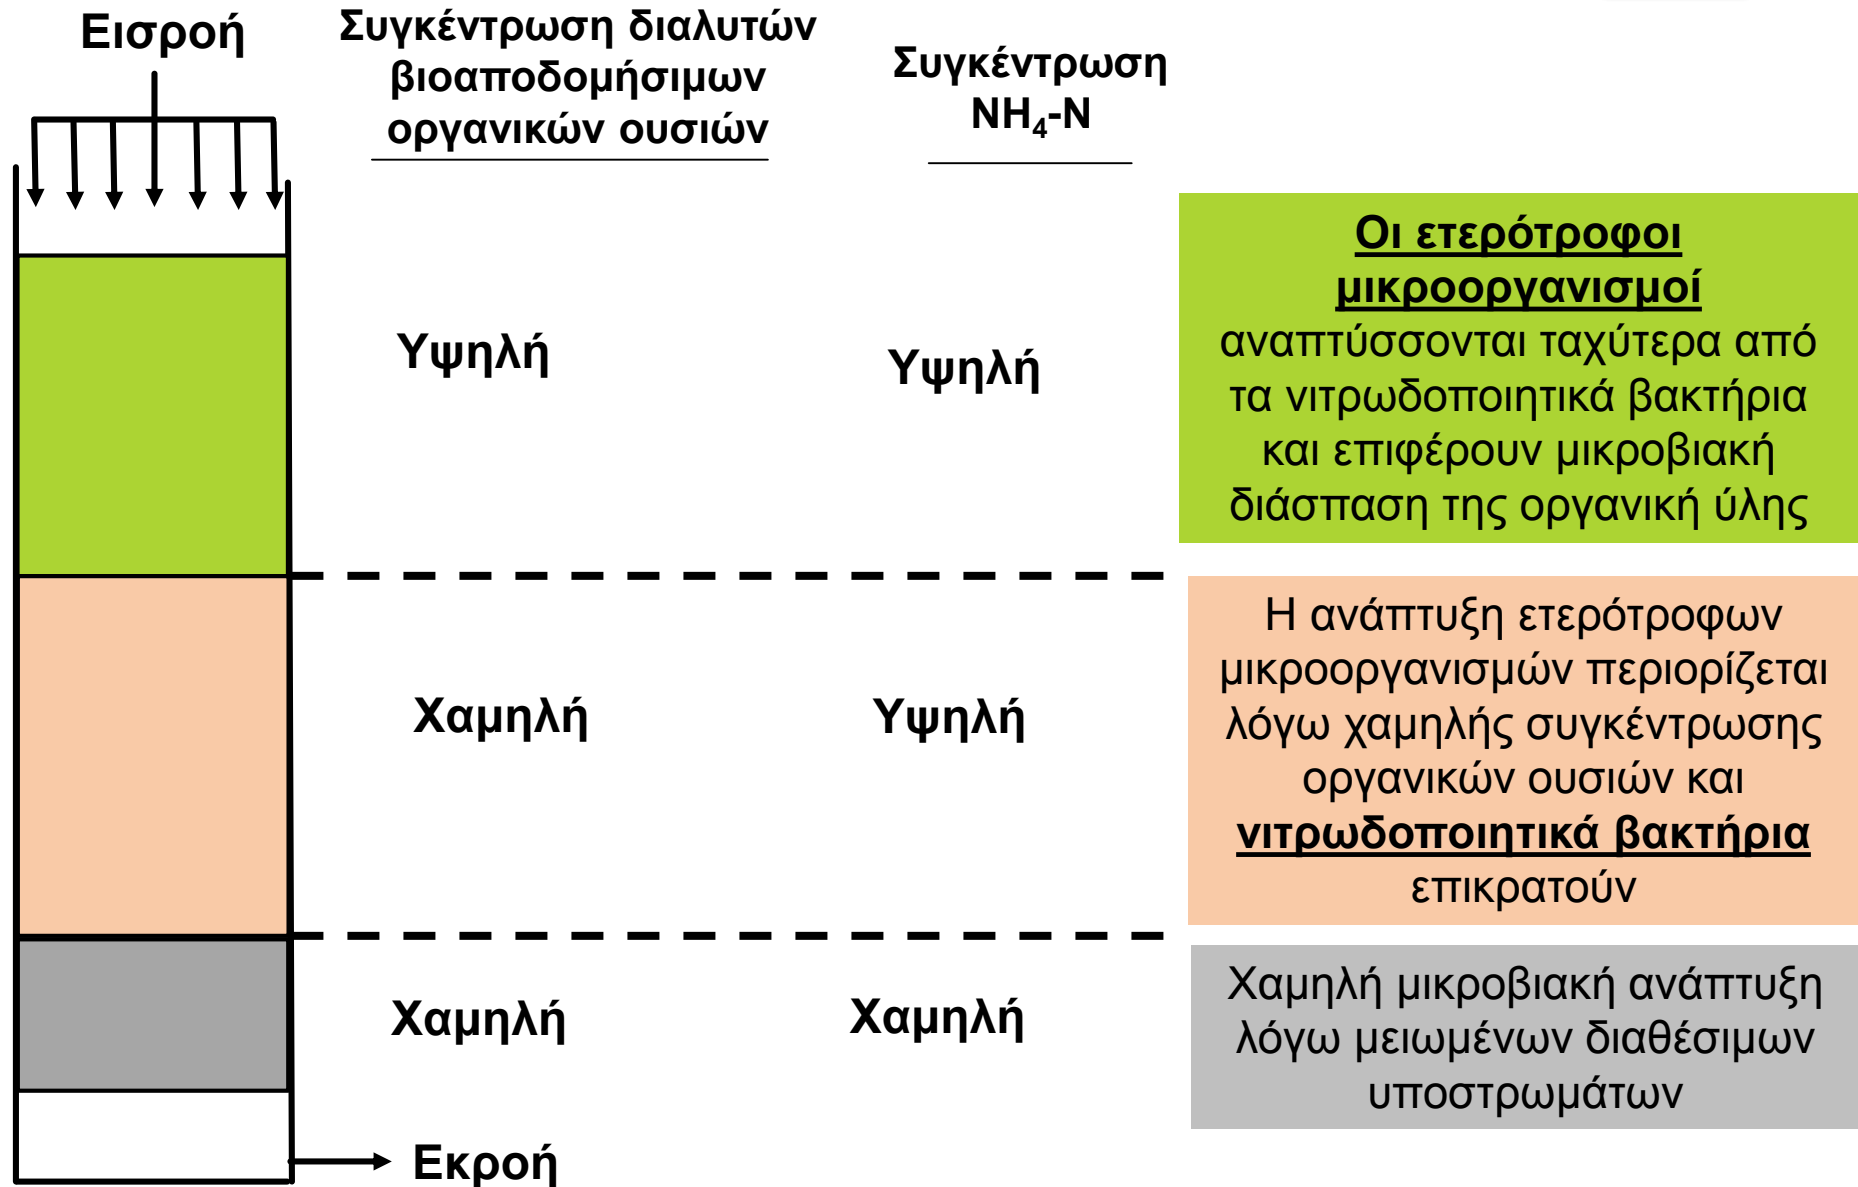 Εισροή
Συγκέντρωση διαλυτών
βιοαποδομήσιμων
οργανικών ουσιών
Συγκέντρωση
NH₄-N
Υψηλή
Υψηλή
Οι ετερότροφοι
μικροοργανισμοί
αναπτύσσονται ταχύτερα από
τα νιτρωδοποιητικά βακτήρια
και επιφέρουν μικροβιακή
διάσπαση της οργανική ύλης
Χαμηλή
Υψηλή
Η ανάπτυξη ετερότροφων
μικροοργανισμών περιορίζεται
λόγω χαμηλής συγκέντρωσης
οργανικών ουσιών και
νιτρωδοποιητικά βακτήρια
επικρατούν
Χαμηλή
Χαμηλή
Χαμηλή μικροβιακή ανάπτυξη
λόγω μειωμένων διαθέσιμων
υποστρωμάτων
Εκροή